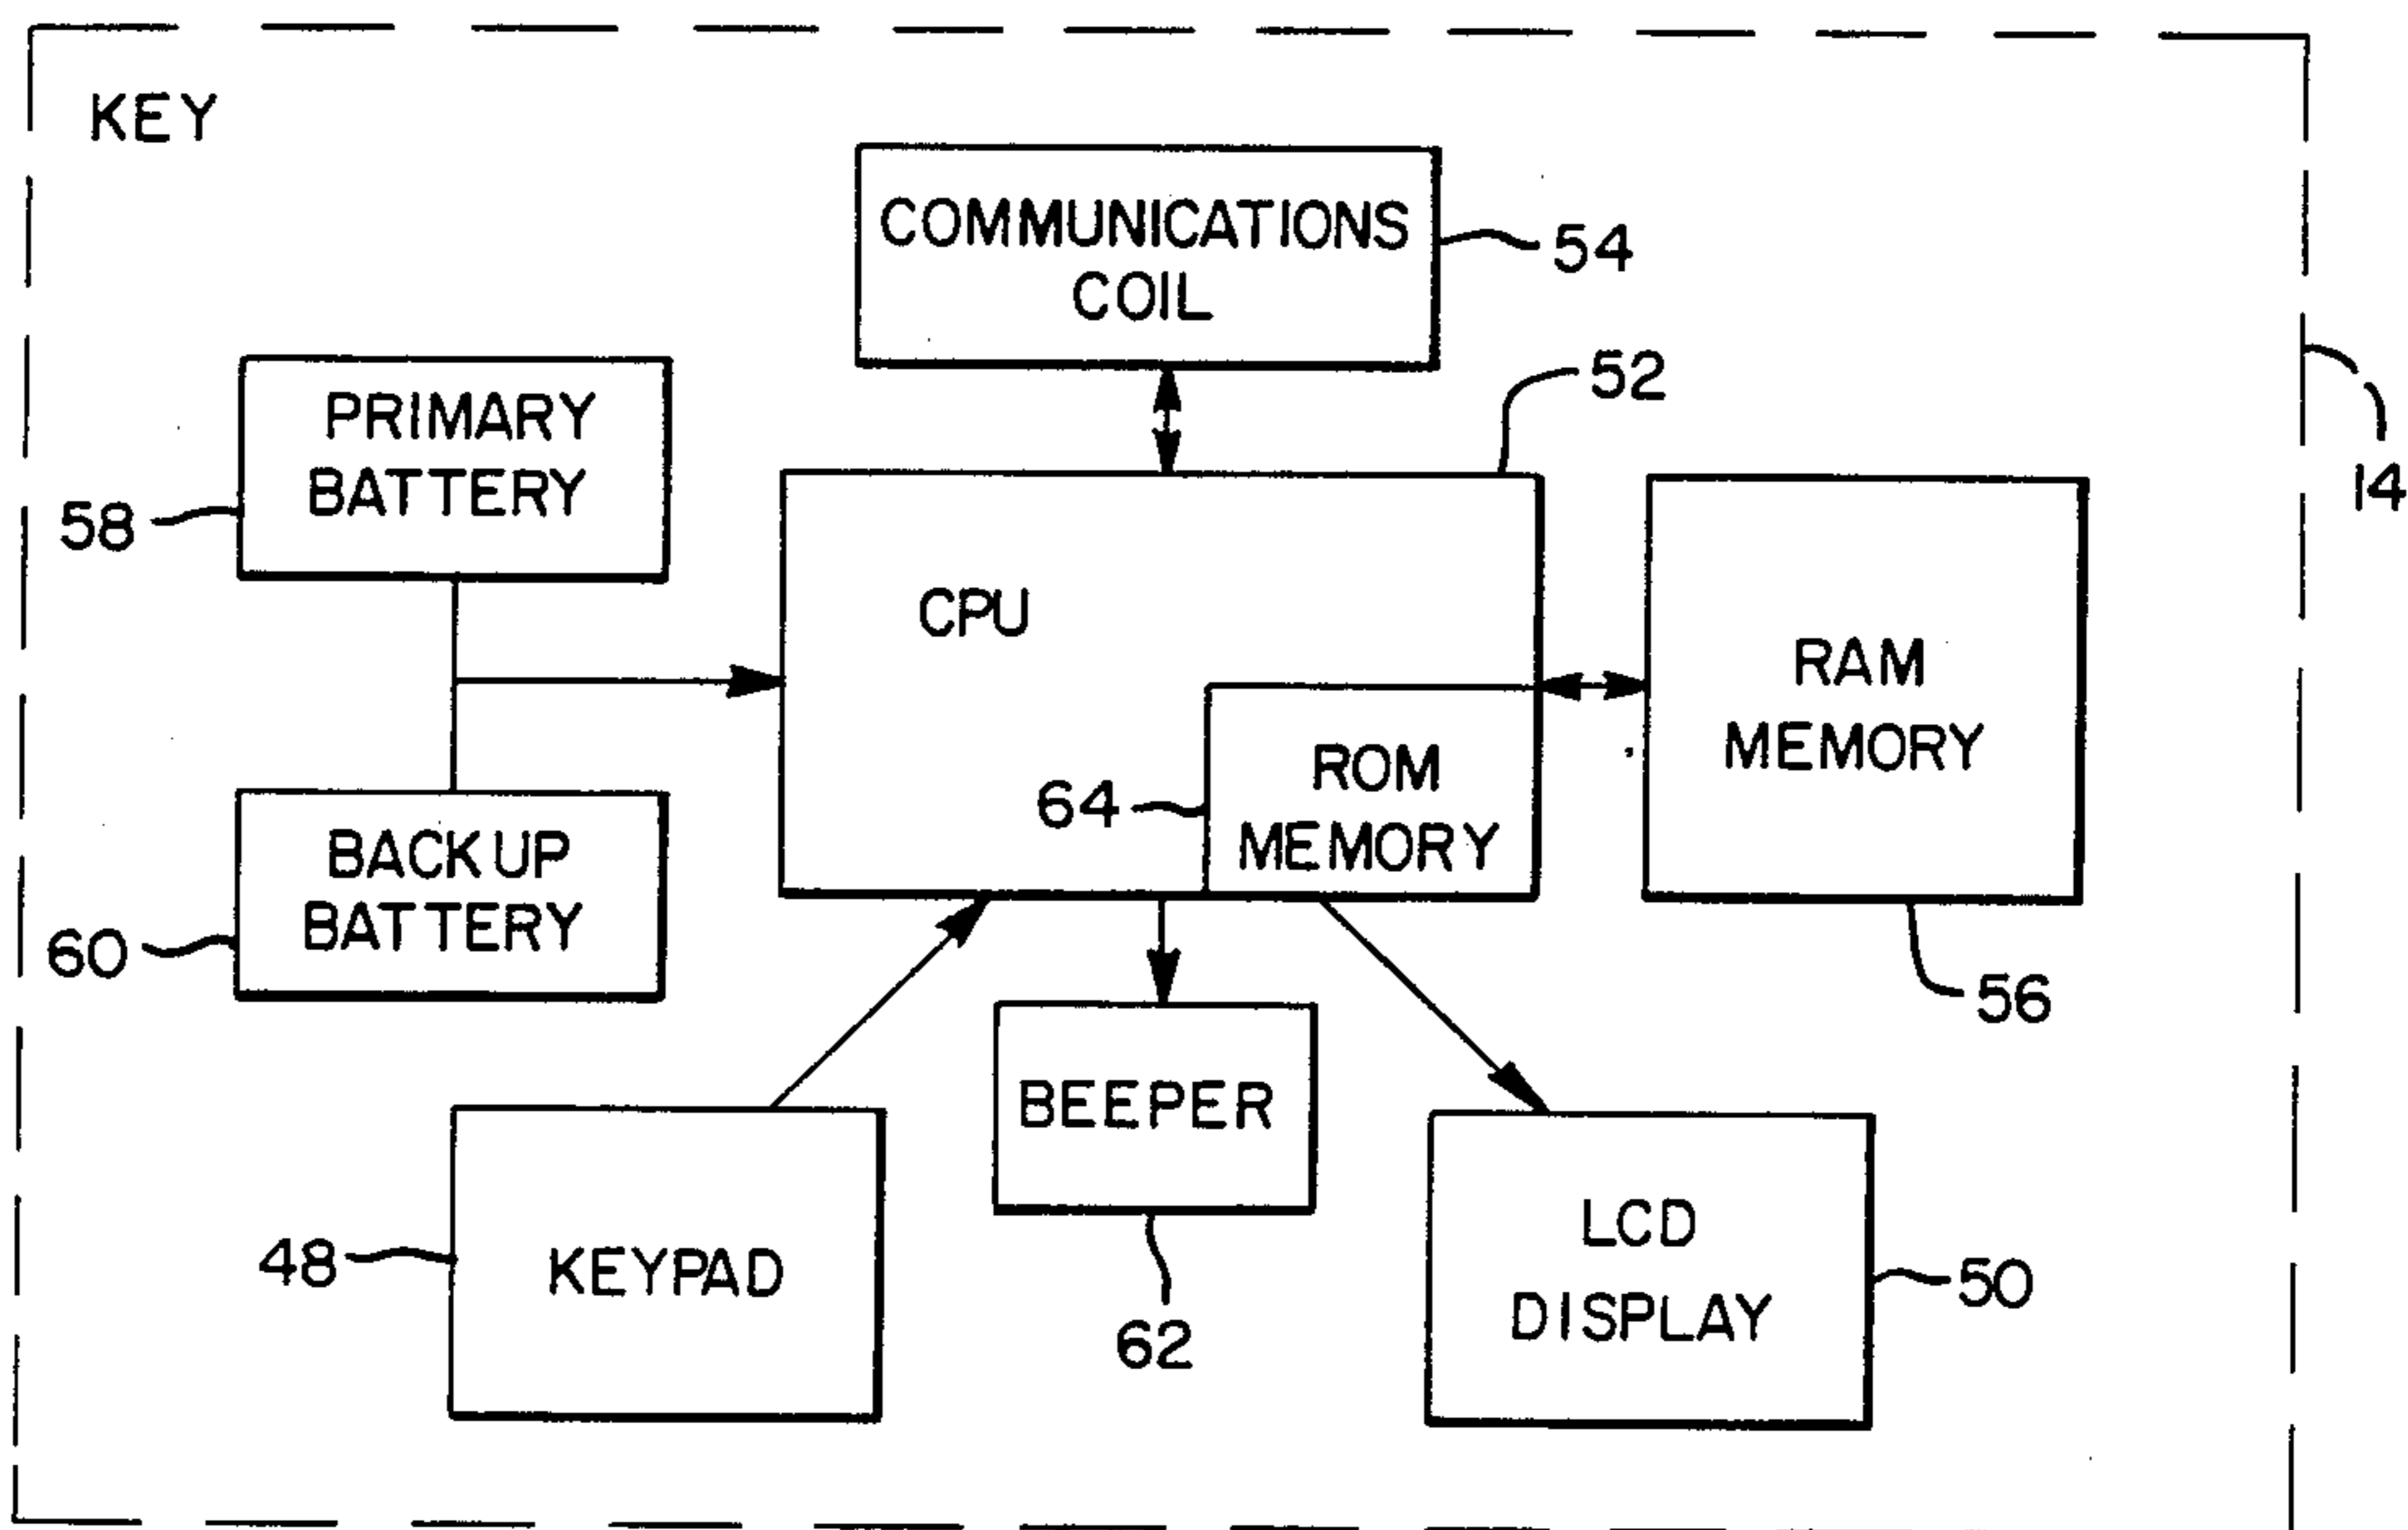 KEY
COMMUNICATIONS
COIL
54
52
14
PRIMARY
BATTERY
58
CPU
RAM
MEMORY
ROM
MEMORY
64
BACKUP
BATTERY
60
56
BEEPER
62
KEYPAD
48
LCD
DISPLAY
50